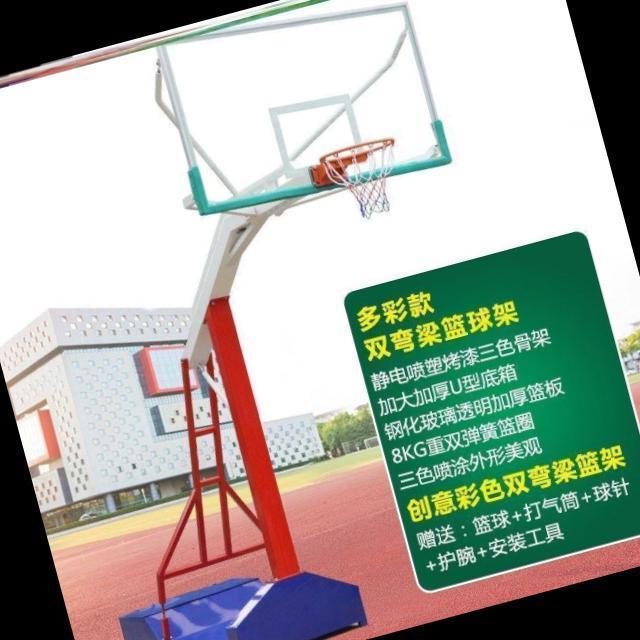 多彩款
双弯梁篮球架
静电喷塑烤漆三色骨架
加大加厚U型底箱
钢化玻璃透明加厚篮板
8KG重双弹簧篮圈
三色喷涂外形美观
创意彩色双弯梁篮架
赠送：篮球+打气筒+球针
+护腕+安装工具